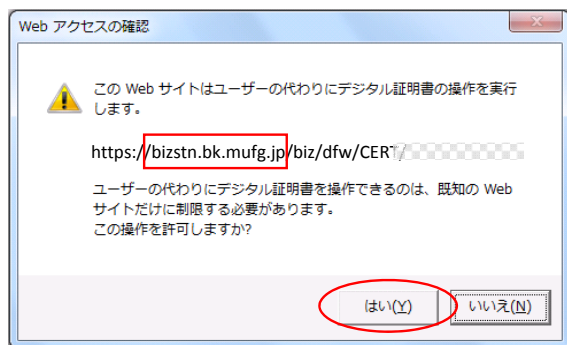 Web アクセスの確認
この Web サイトはユーザーの代わりにデジタル証明書の操作を実行
します。
https://bizstn.bk.mufg.jp/biz/dfw/CERT/
ユーザーの代わりにデジタル証明書を操作できるのは、既知の Web
サイトだけに制限する必要があります。
この操作を許可しますか?
はい(Y)
いいえ(N)